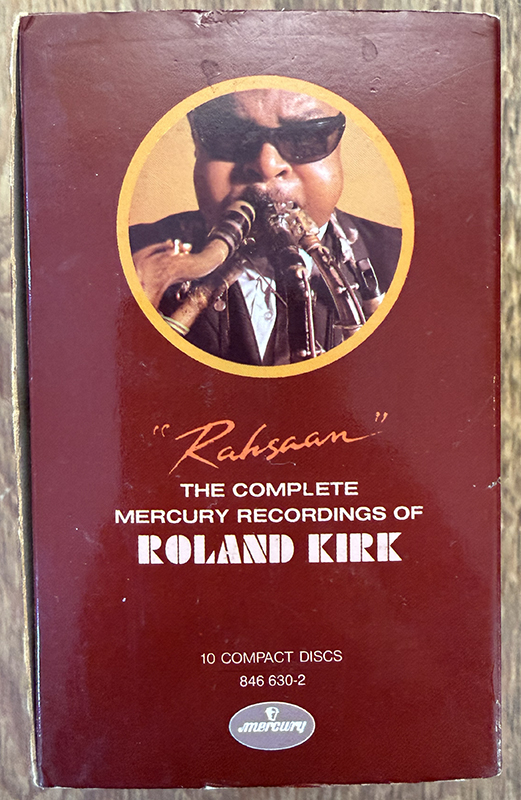 "Rahsaan"
THE COMPLETE
MERCURY RECORDINGS OF
ROLAND KIRK
10 COMPACT DISCS
846 630-2
mercury